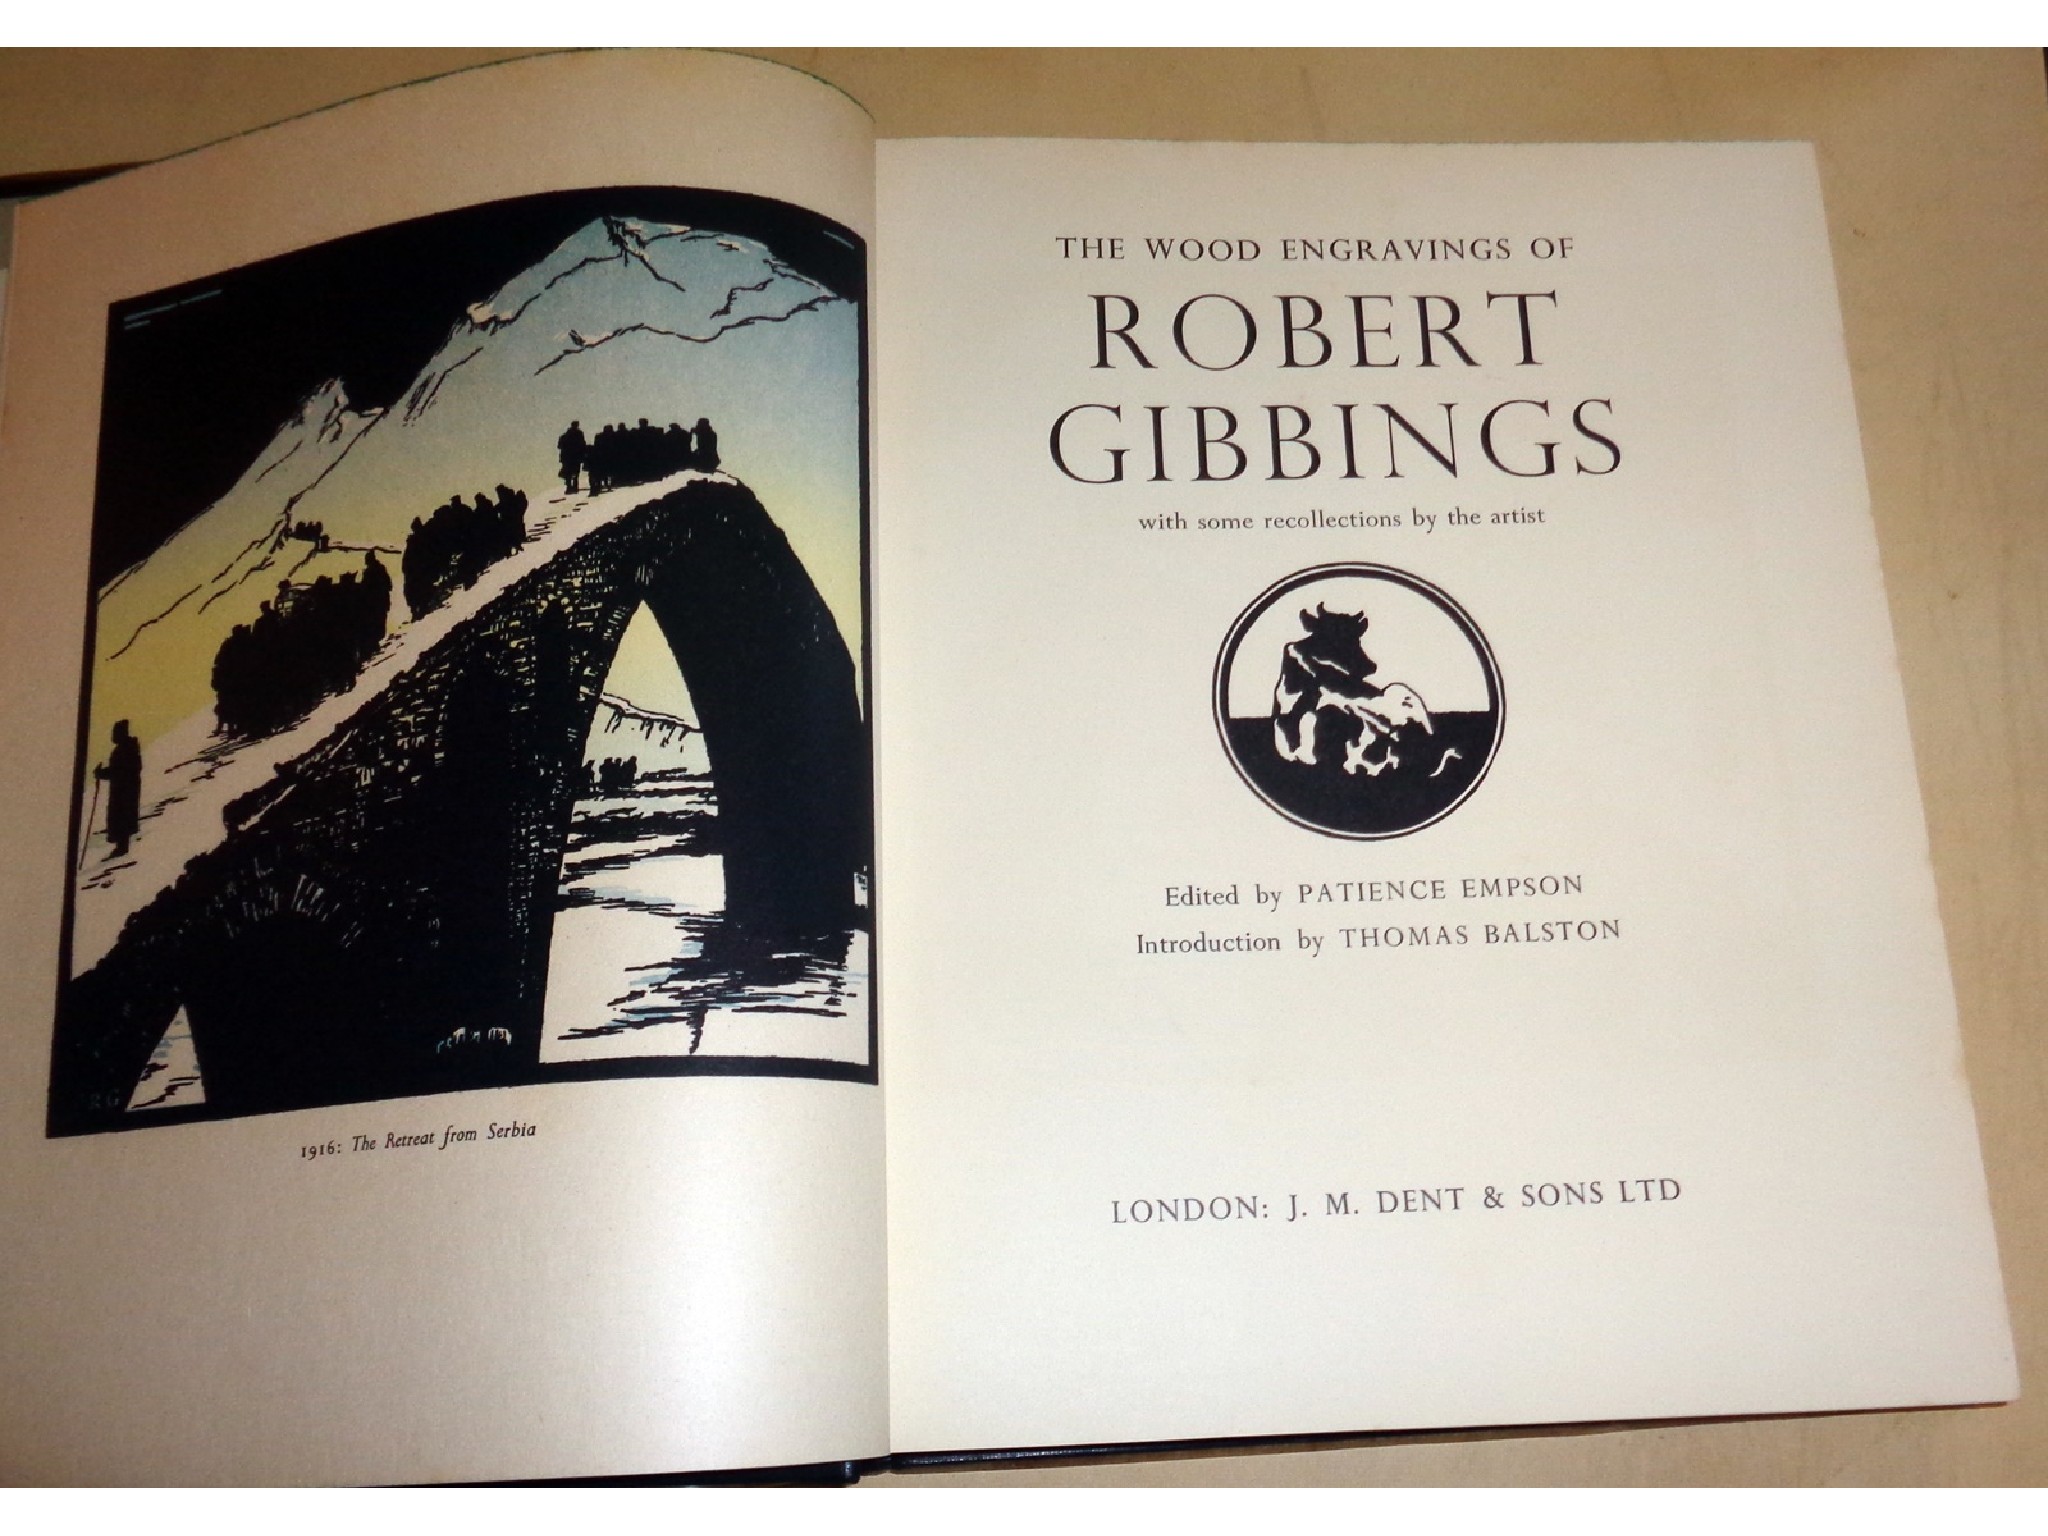 RG
1916: The Retreat from Serbia
THE WOOD ENGRAVINGS OF
ROBERT
GIBBINGS
with some recollections by the artist
Edited by PATIENCE EMPSON
Introduction by THOMAS BALSTON
LONDON: J. M. DENT & SONS LTD